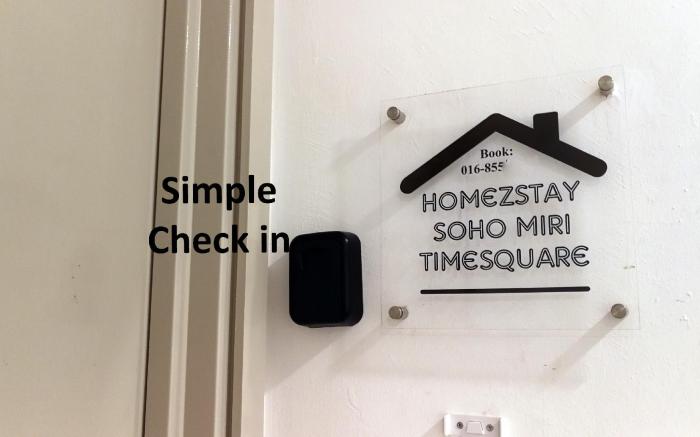 Simple
Check in
Book:
016-855
HOMEZSTAY
SOHO MIRI
TIMESQUARE